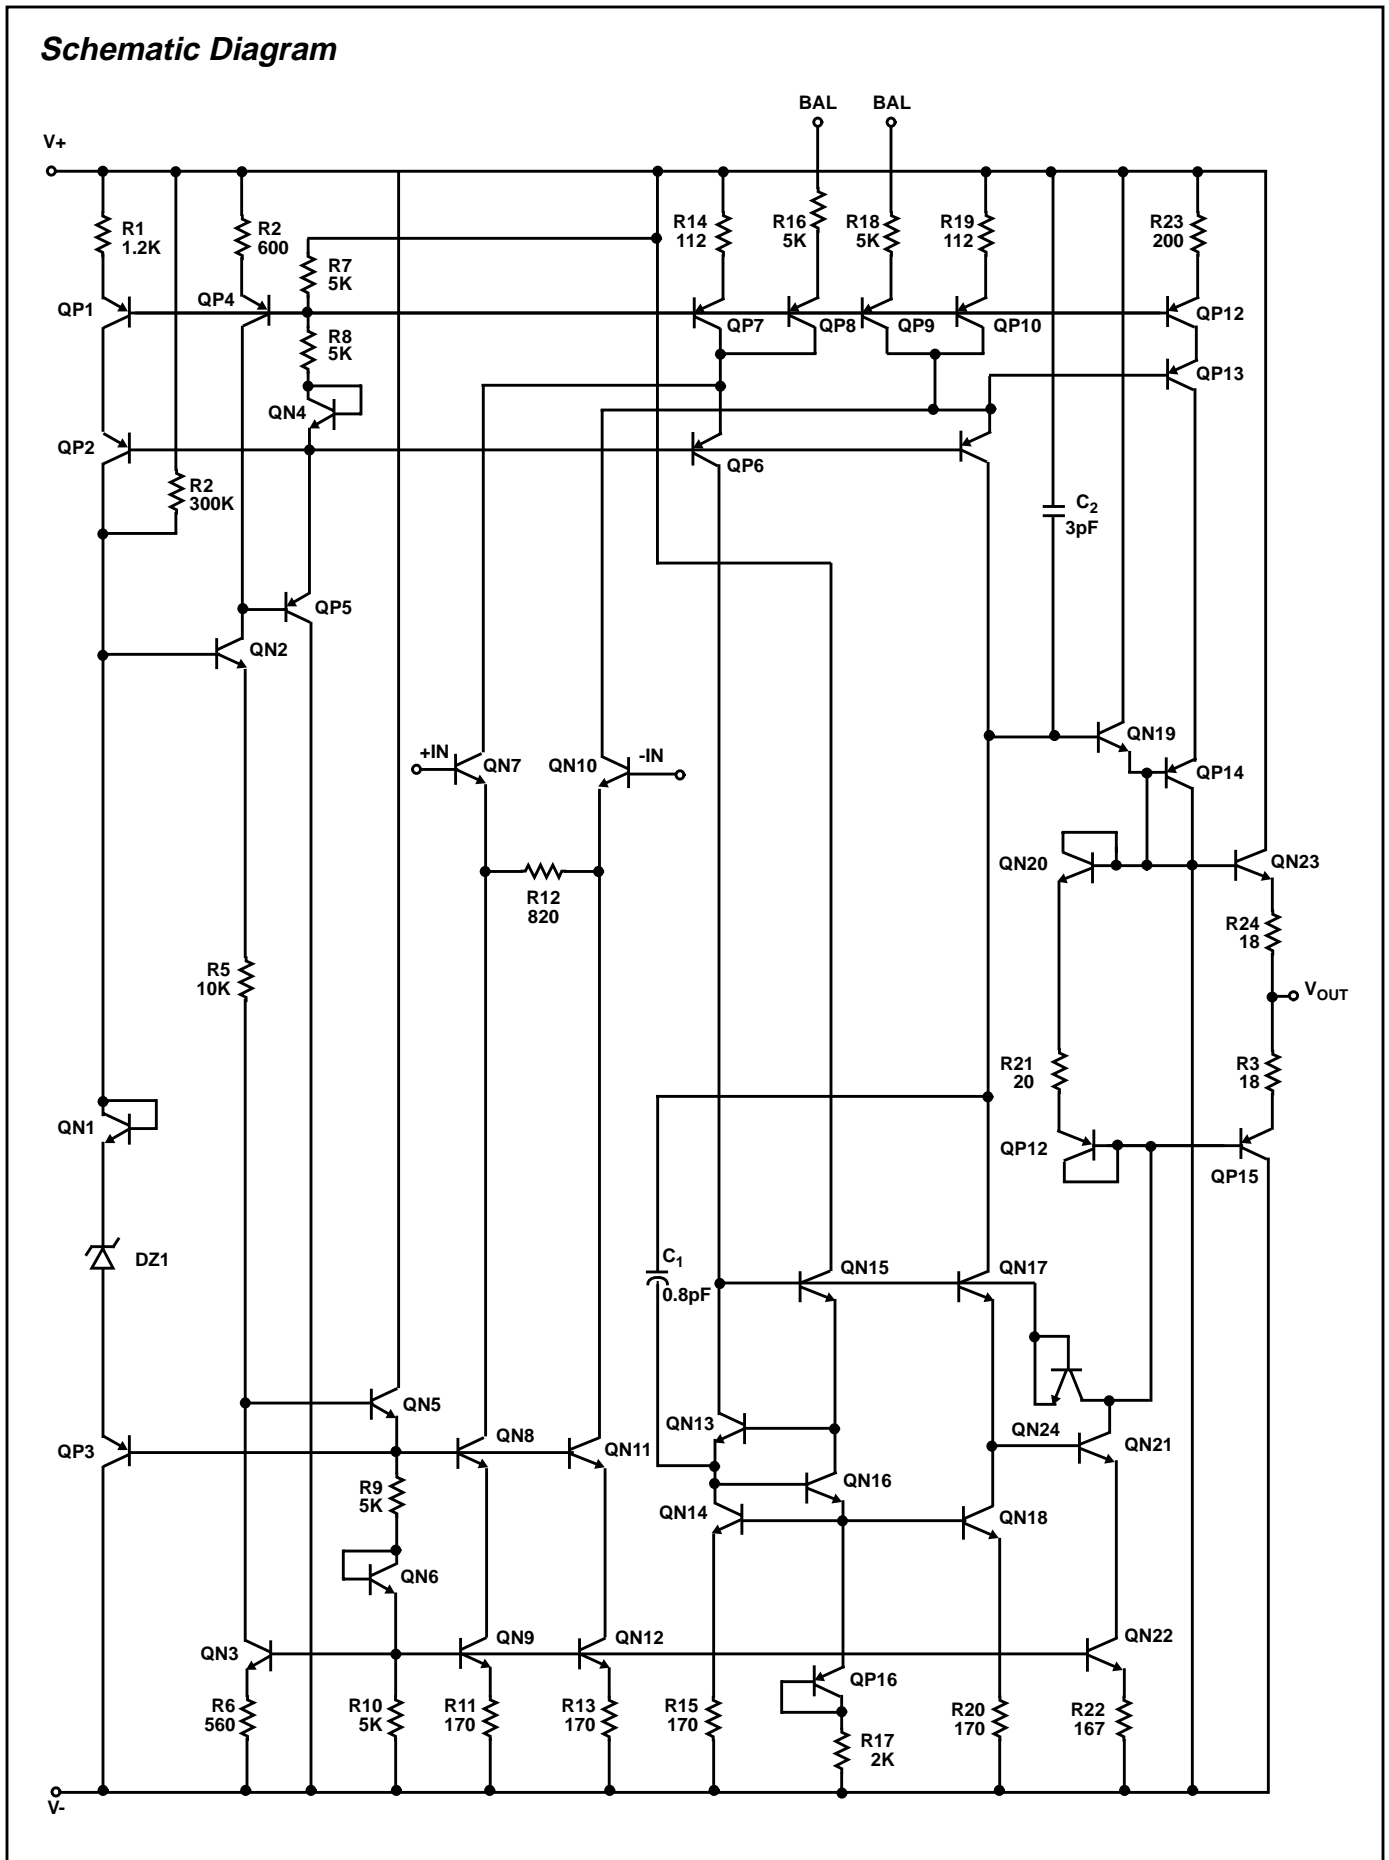 Schematic Diagram
BAL BAL
V+
R1
1.2K
R2
600
R7
5K
R14
112
R16
5K
R18
5K
R19
112
R23
200
QP1
QP4
QP7
QP8
QP9
QP10
QP12
R8
5K
QP13
QN4
QP2
QP6
R2
300K
C2
3pF
QP5
QN2
+IN
QN7
QN10
-IN
QN19
QP14
QN20
QN23
R12
820
R24
18
R5
10K
VOUT
R21
20
R3
18
QN1
QP12
QP15
DZ1
C1
0.8pF
QN15
QN17
QN5
QN13
QN24
QN21
QP3
QN8
QN11
R9
5K
QN16
QN14
QN18
QN6
QN3
QN9
QN12
QN22
QP16
R6
560
R10
5K
R11
170
R13
170
R15
170
R17
2K
R20
170
R22
167
V-